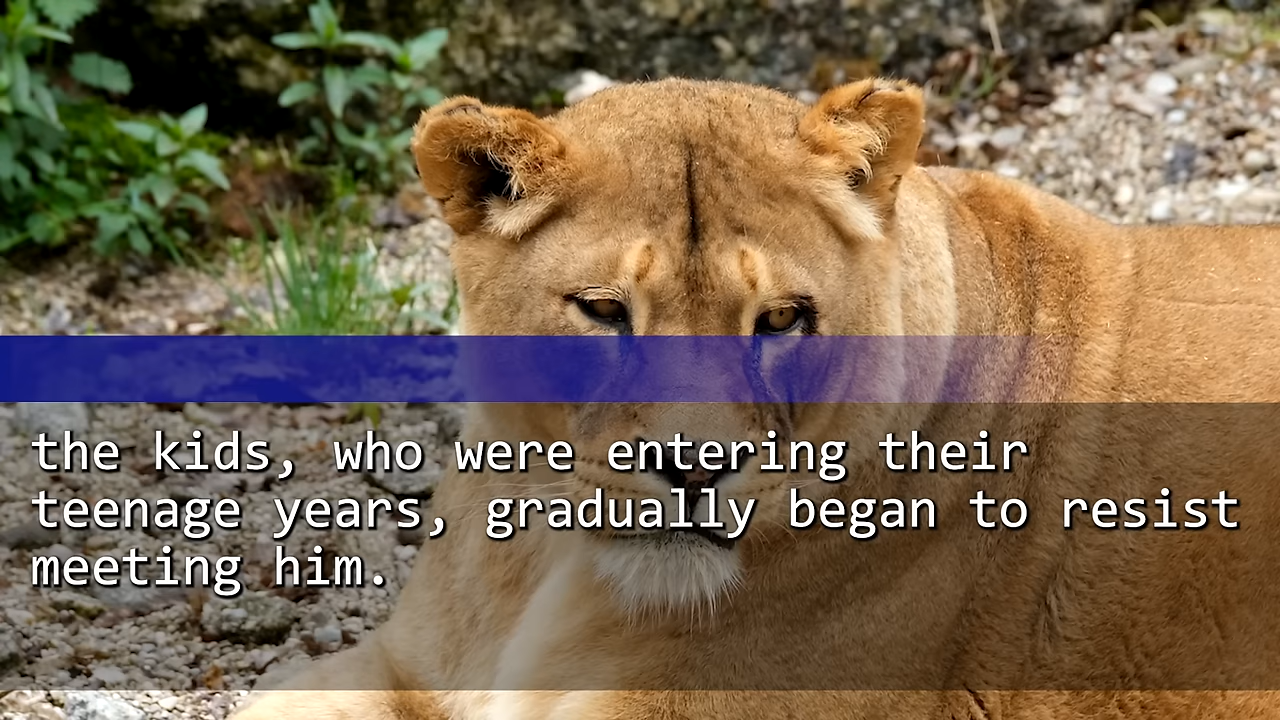 the kids, who were entering their
teenage years, gradually began to resist
meeting him.